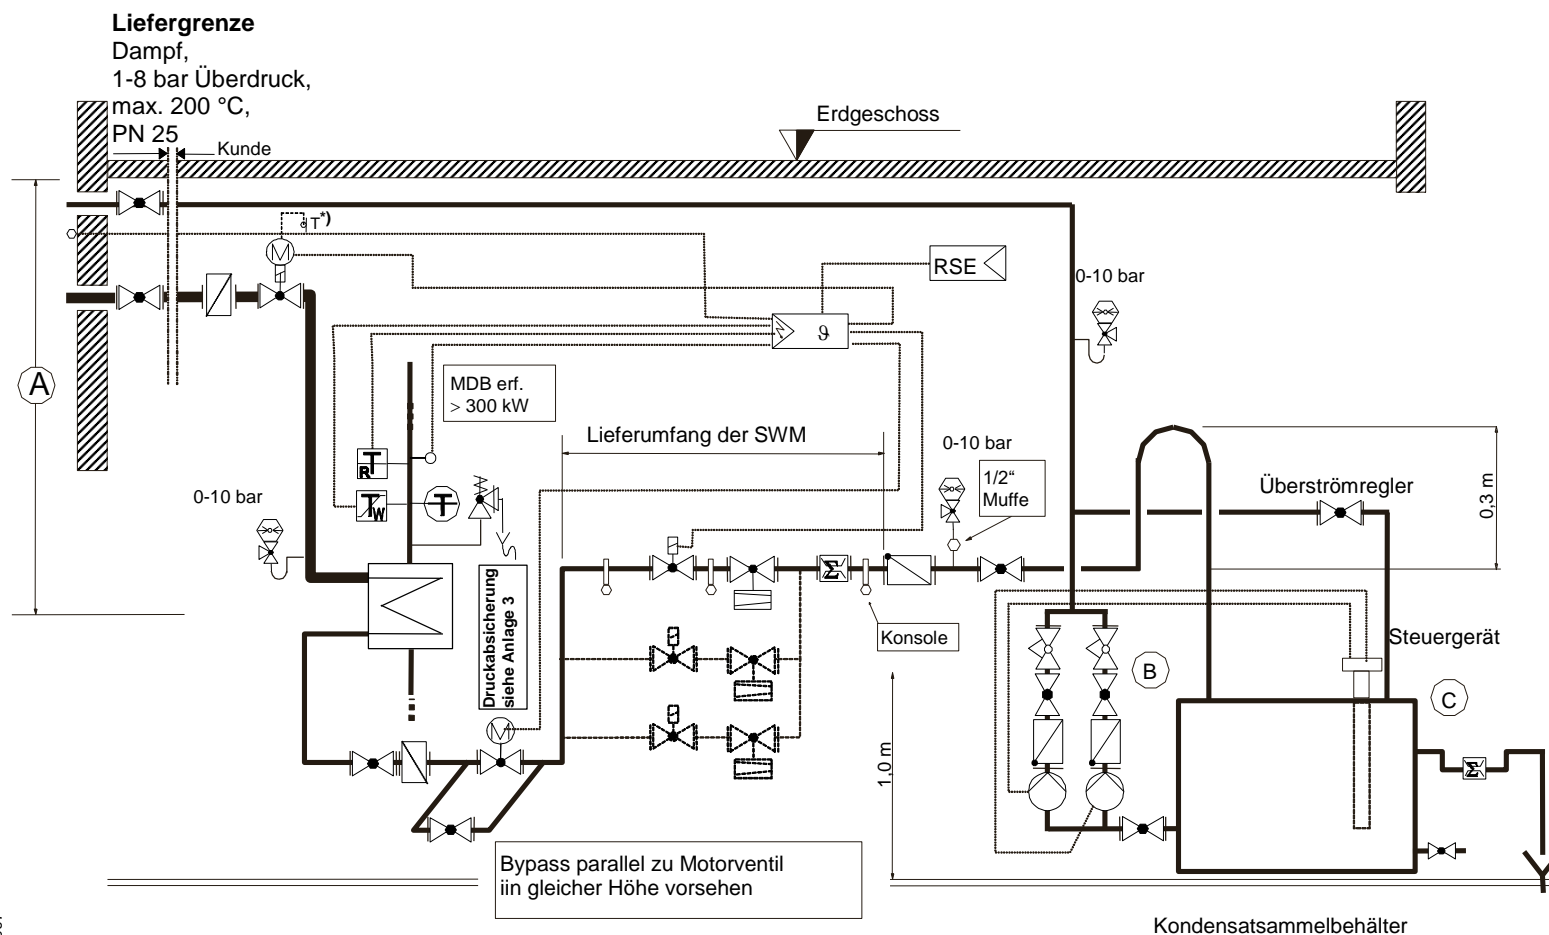 Liefergrenze
Dampf,
1-8 bar Überdruck,
max. 200 °C,
PN 25
Kunde
Erdgeschoss
T*)
M
RSE
0-10 bar
ϑ
A
MDB erf.
> 300 kW
Lieferumfang der SWM
0-10 bar
1/2“
Muffe
Überströmregler
0,3 m
T
R
T
W
T
0-10 bar
Druckabsicherung
siehe Anlage 3
Σ
Konsole
Steuergerät
B
C
M
1,0 m
Σ
Bypass parallel zu Motorventil
iin gleicher Höhe vorsehen
Kondensatsammelbehälter